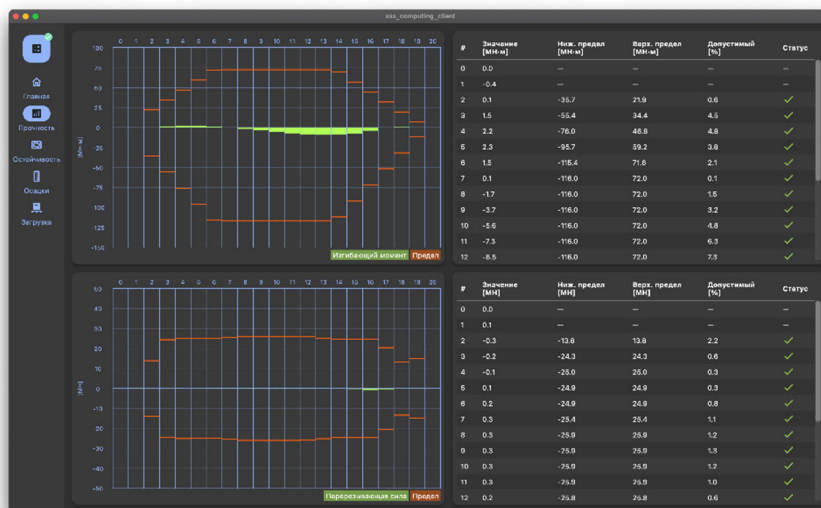 sss_computing_client
Главная
Прочность
Остойчивость
Осадки
Загрузка
0 1 2 3 4 5 6 7 8 9 10 11 12 13 14 15 16 17 18 19 20
100
75
50
25
0
-25
-50
-75
-100
-125
-150
[МН·м]
Изгибающий момент Предел
# Значение [МН·м] Ниж. предел [МН·м] Верх. предел [МН·м] Допустимый [%] Статус
0 0.0 — — — —
1 -0.4 — — — —
2 0.1 -35.7 21.9 0.6
3 1.5 -55.4 34.4 4.5
4 2.2 -76.0 46.8 4.8
5 2.3 -95.7 59.2 3.8
6 1.5 -115.4 71.6 2.1
7 0.1 -116.0 72.0 0.1
8 -1.7 -116.0 72.0 1.5
9 -3.7 -116.0 72.0 3.2
10 -5.6 -116.0 72.0 4.8
11 -7.3 -116.0 72.0 6.3
12 -8.5 -116.0 72.0 7.3
0 1 2 3 4 5 6 7 8 9 10 11 12 13 14 15 16 17 18 19 20
50
40
30
20
10
0
-10
-20
-30
-40
-50
[МН]
Перерезывающая сила Предел
# Значение [МН] Ниж. предел [МН] Верх. предел [МН] Допустимый [%] Статус
0 0.0 — — — —
1 0.1 — — — —
2 -0.3 -13.8 13.8 2.2
3 -0.2 -24.3 24.3 0.6
4 -0.1 -25.0 25.0 0.3
5 0.1 -24.9 24.9 0.3
6 0.2 -24.9 24.9 0.8
7 0.3 -25.4 25.4 1.1
8 0.3 -25.9 25.9 1.2
9 0.3 -25.9 25.9 1.3
10 0.3 -25.9 25.9 1.2
11 0.3 -25.9 25.9 1.0
12 0.2 -25.8 25.8 0.6